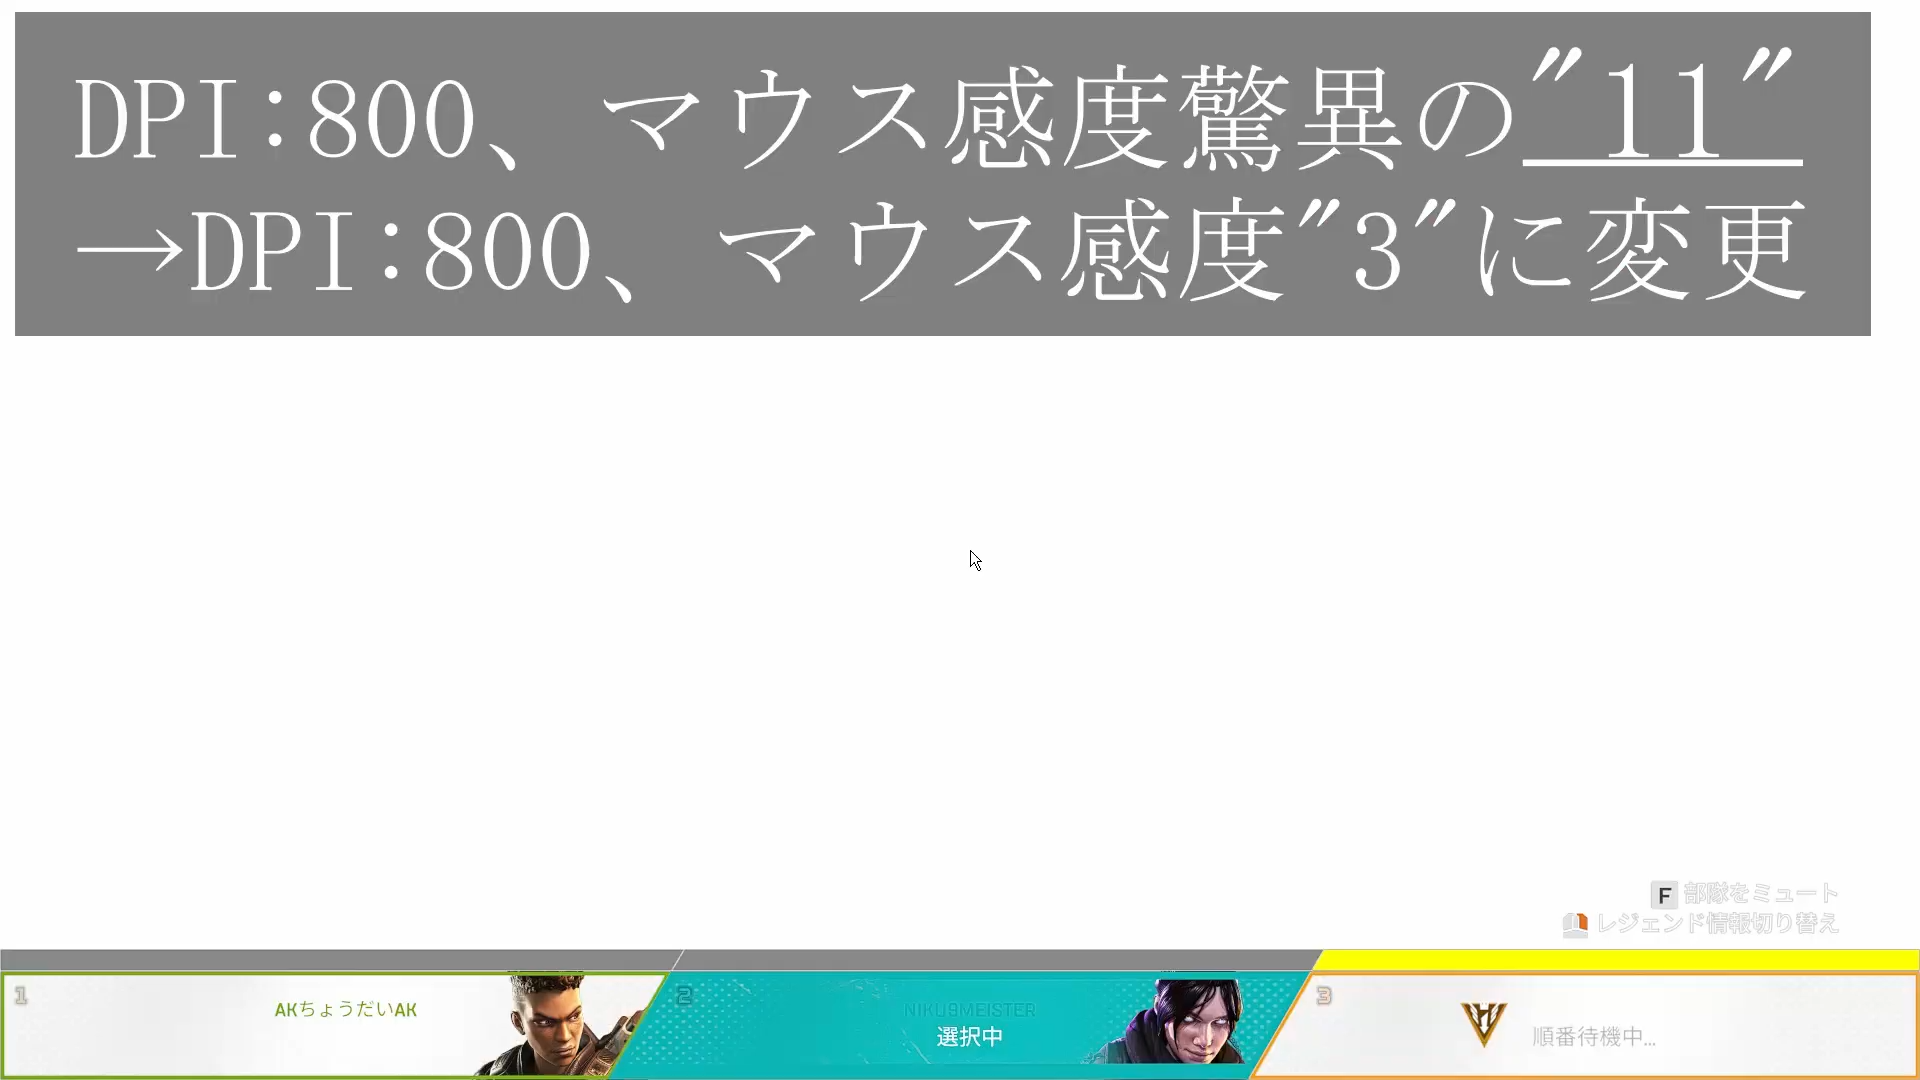 DPI:800、マウス感度驚異の"11"
→DPI:800、マウス感度"3"に変更
F 部隊をミュート
レジェンド情報切り替え
1
AKちょうだいAK
2
NIKU9MEISTER
選択中
3
順番待機中...